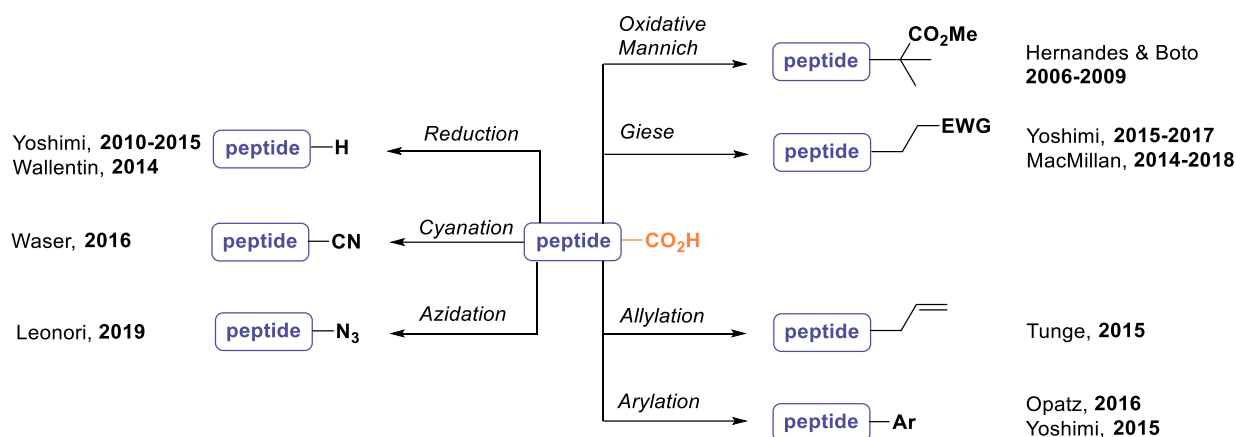 Oxidative
Mannich
peptide
CO2Me
Hernandes & Boto
2006-2009
Yoshimi, 2010-2015
Wallentin, 2014
peptide
H
Reduction
Giese
peptide
EWG
Yoshimi, 2015-2017
MacMillan, 2014-2018
Waser, 2016
peptide
CN
Cyanation
peptide
CO2H
Leonori, 2019
peptide
N3
Azidation
Allylation
peptide
Tunge, 2015
Arylation
peptide
Ar
Opatz, 2016
Yoshimi, 2015